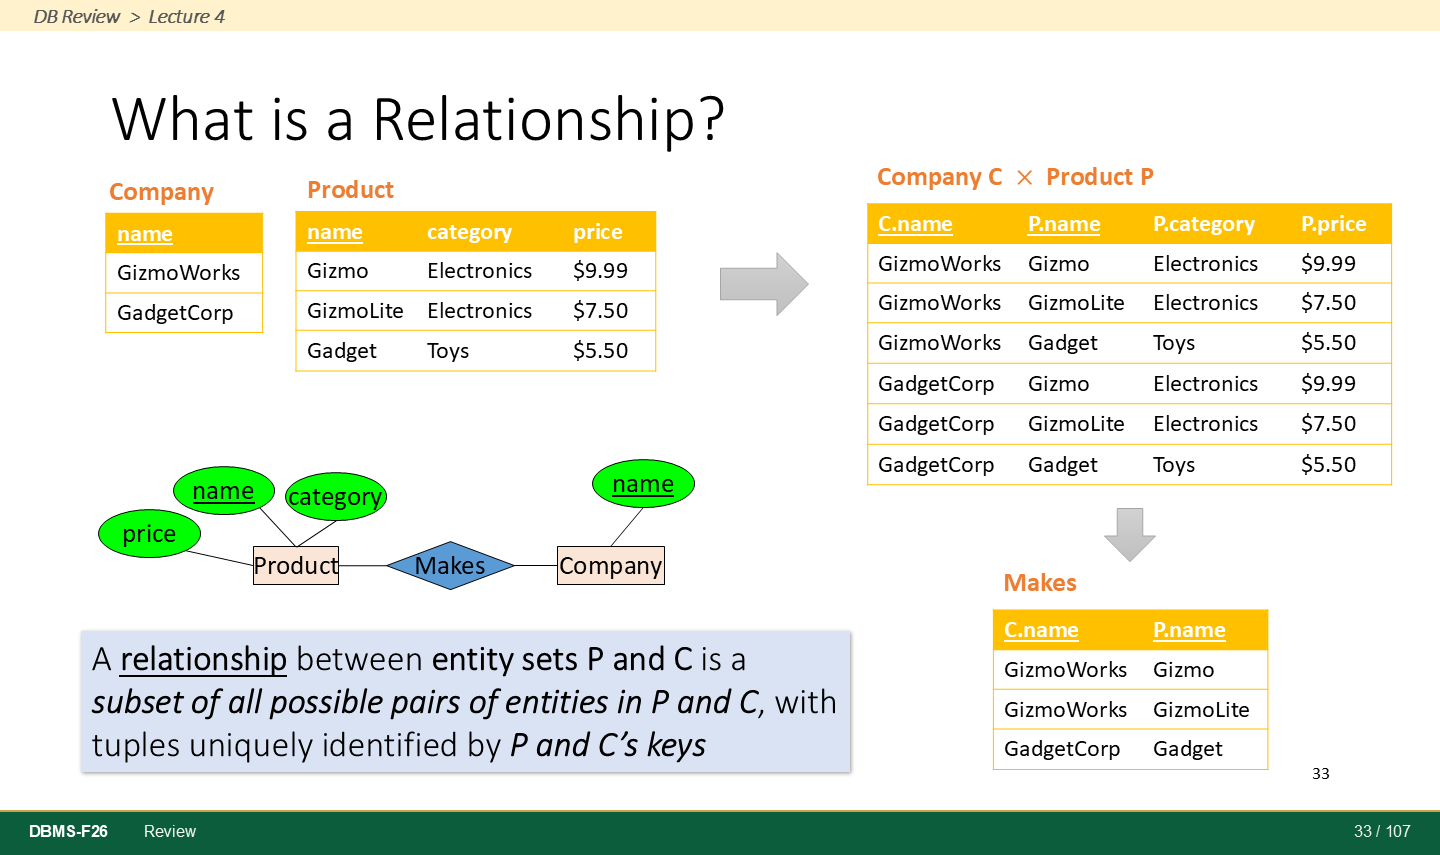 DB Review > Lecture 4
What is a Relationship?
Company
name
GizmoWorks
GadgetCorp
Product
name category price
Gizmo Electronics $9.99
GizmoLite Electronics $7.50
Gadget Toys $5.50
Company C × Product P
C.name P.name P.category P.price
GizmoWorks Gizmo Electronics $9.99
GizmoWorks GizmoLite Electronics $7.50
GizmoWorks Gadget Toys $5.50
GadgetCorp Gizmo Electronics $9.99
GadgetCorp GizmoLite Electronics $7.50
GadgetCorp Gadget Toys $5.50
price
name
category
name
Product
Makes
Company
A relationship between entity sets P and C is a
subset of all possible pairs of entities in P and C, with
tuples uniquely identified by P and C’s keys
Makes
C.name P.name
GizmoWorks Gizmo
GizmoWorks GizmoLite
GadgetCorp Gadget
33
DBMS-F26 Review 33 / 107